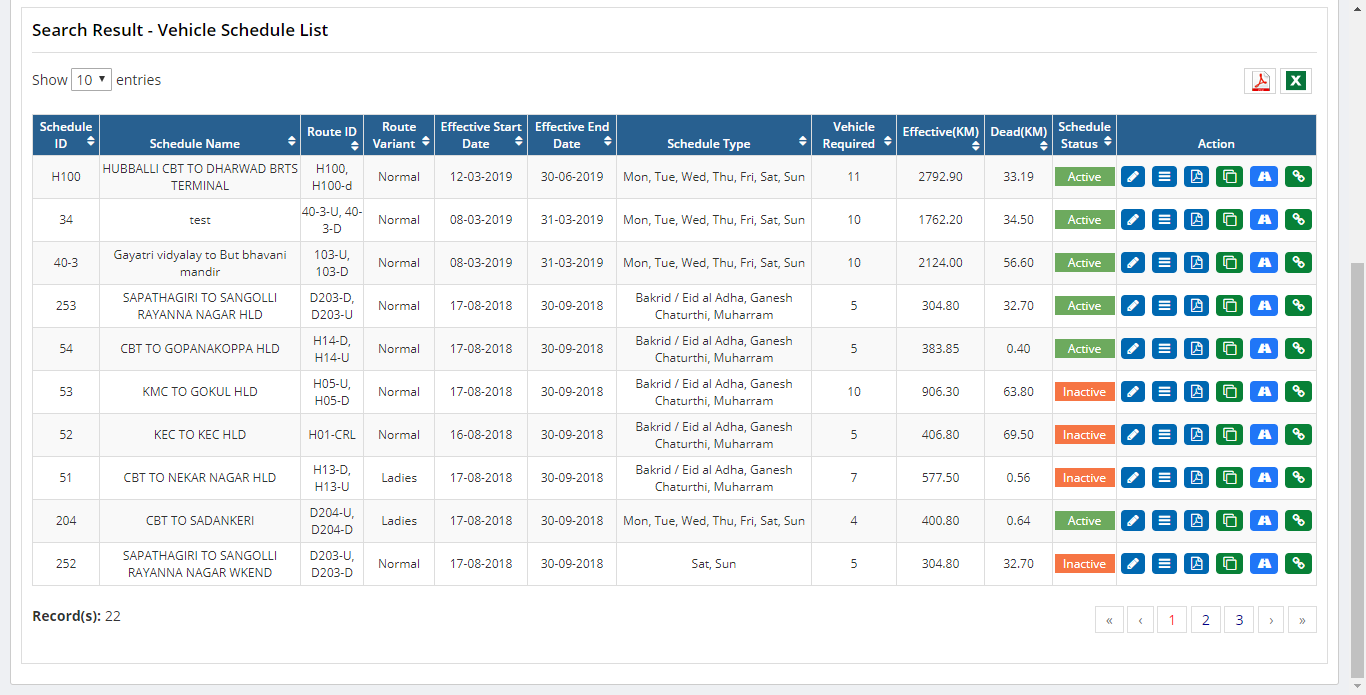 Search Result - Vehicle Schedule List
Show 10 entries
Schedule ID Schedule Name Route ID Route Variant Effective Start Date Effective End Date Schedule Type Vehicle Required Effective(KM) Dead(KM) Schedule Status Action
H100 HUBBALLI CBT TO DHARWAD BRTS TERMINAL H100, H100-d Normal 12-03-2019 30-06-2019 Mon, Tue, Wed, Thu, Fri, Sat, Sun 11 2792.90 33.19 Active
34 test 40-3-U, 40-3-D Normal 08-03-2019 31-03-2019 Mon, Tue, Wed, Thu, Fri, Sat, Sun 10 1762.20 34.50 Active
40-3 Gayatri vidyalay to But bhavani mandir 103-U, 103-D Normal 08-03-2019 31-03-2019 Mon, Tue, Wed, Thu, Fri, Sat, Sun 10 2124.00 56.60 Active
253 SAPATHAGIRI TO SANGOLLI RAYANNA NAGAR HLD D203-D, D203-U Normal 17-08-2018 30-09-2018 Bakrid / Eid al Adha, Ganesh Chaturthi, Muharram 5 304.80 32.70 Active
54 CBT TO GOPANAKOPPA HLD H14-D, H14-U Normal 17-08-2018 30-09-2018 Bakrid / Eid al Adha, Ganesh Chaturthi, Muharram 5 383.85 0.40 Active
53 KMC TO GOKUL HLD H05-U, H05-D Normal 17-08-2018 30-09-2018 Bakrid / Eid al Adha, Ganesh Chaturthi, Muharram 10 906.30 63.80 Inactive
52 KEC TO KEC HLD H01-CRL Normal 16-08-2018 30-09-2018 Bakrid / Eid al Adha, Ganesh Chaturthi, Muharram 5 406.80 69.50 Inactive
51 CBT TO NEKAR NAGAR HLD H13-D, H13-U Ladies 17-08-2018 30-09-2018 Bakrid / Eid al Adha, Ganesh Chaturthi, Muharram 7 577.50 0.56 Inactive
204 CBT TO SADANKERI D204-U, D204-D Ladies 17-08-2018 30-09-2018 Mon, Tue, Wed, Thu, Fri, Sat, Sun 4 400.80 0.64 Active
252 SAPATHAGIRI TO SANGOLLI RAYANNA NAGAR WKEND D203-U, D203-D Normal 17-08-2018 30-09-2018 Sat, Sun 5 304.80 32.70 Inactive
Record(s): 22
« ‹ 1 2 3 › »